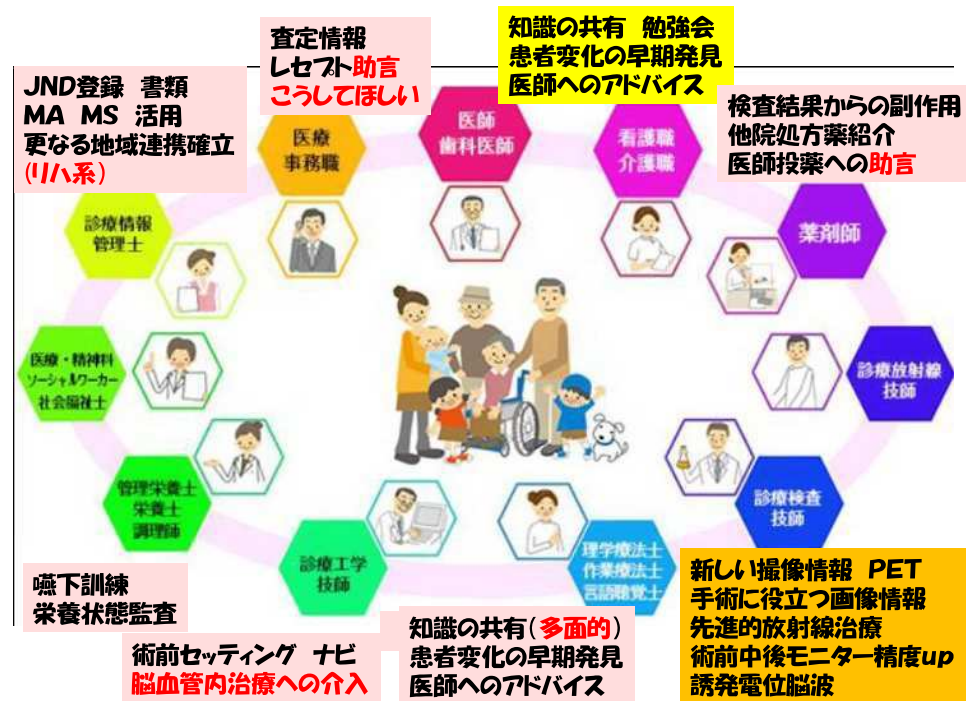 査定情報
レセプト助言
こうしてほしい
知識の共有 勉強会
患者変化の早期発見
医師へのアドバイス
JND登録 書類
MA MS 活用
更なる地域連携確立
(リハ系)
検査結果からの副作用
他院処方薬紹介
医師投薬への助言
医療
事務職
医師
歯科医師
看護職
介護職
診療情報
管理士
薬剤師
医療・精神科
ソーシャルワーカー
社会福祉士
診療放射線
技師
管理栄養士
栄養士
調理師
診療検査
技師
診療工学
技師
理学療法士
作業療法士
言語聴覚士
嚥下訓練
栄養状態監査
術前セッティング ナビ
脳血管内治療への介入
知識の共有(多面的)
患者変化の早期発見
医師へのアドバイス
新しい撮像情報 PET
手術に役立つ画像情報
先進的放射線治療
術前中後モニター精度up
誘発電位脳波